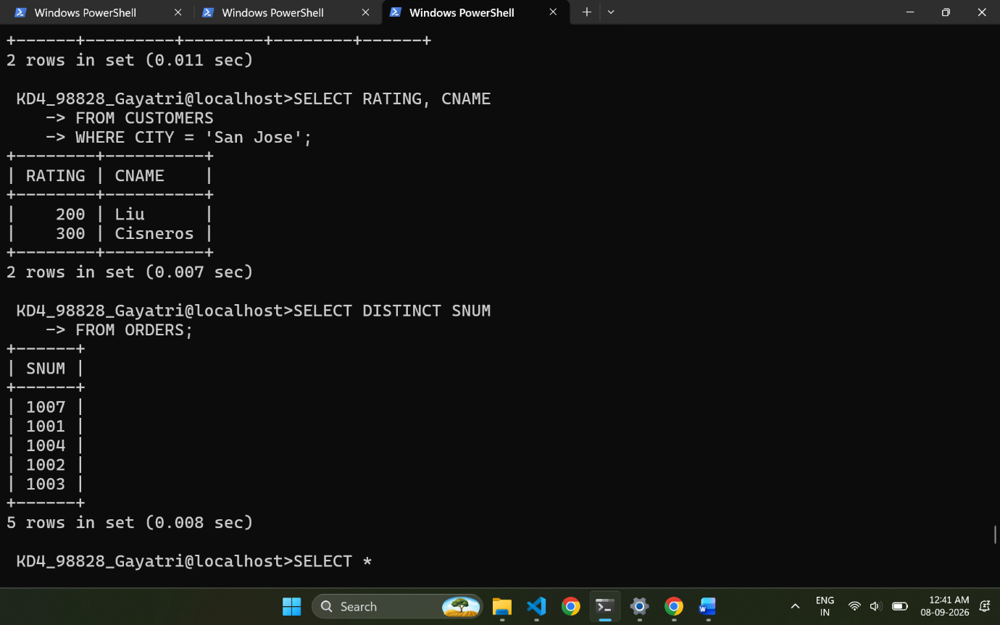 Windows PowerShell
Windows PowerShell
Windows PowerShell
+------+---------+--------+--------+------+
2 rows in set (0.011 sec)
KD4_98828_Gayatri@localhost>SELECT RATING, CNAME
    -> FROM CUSTOMERS
    -> WHERE CITY = 'San Jose';
+--------+----------+
| RATING | CNAME    |
+--------+----------+
|    200 | Liu      |
|    300 | Cisneros |
+--------+----------+
2 rows in set (0.007 sec)
KD4_98828_Gayatri@localhost>SELECT DISTINCT SNUM
    -> FROM ORDERS;
+------+
| SNUM |
+------+
| 1007 |
| 1001 |
| 1004 |
| 1002 |
| 1003 |
+------+
5 rows in set (0.008 sec)
KD4_98828_Gayatri@localhost>SELECT *
Search
ENG
IN
12:41 AM
08-09-2026